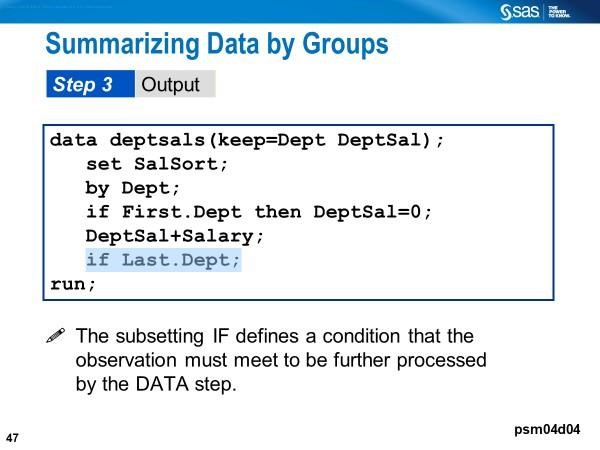 sas
THE
POWER
TO KNOW.
Summarizing Data by Groups
Step 3 Output
data deptsals(keep=Dept DeptSal);
set SalSort;
by Dept;
if First.Dept then DeptSal=0;
DeptSal+Salary;
if Last.Dept;
run;
The subsetting IF defines a condition that the
observation must meet to be further processed
by the DATA step.
psm04d04
47